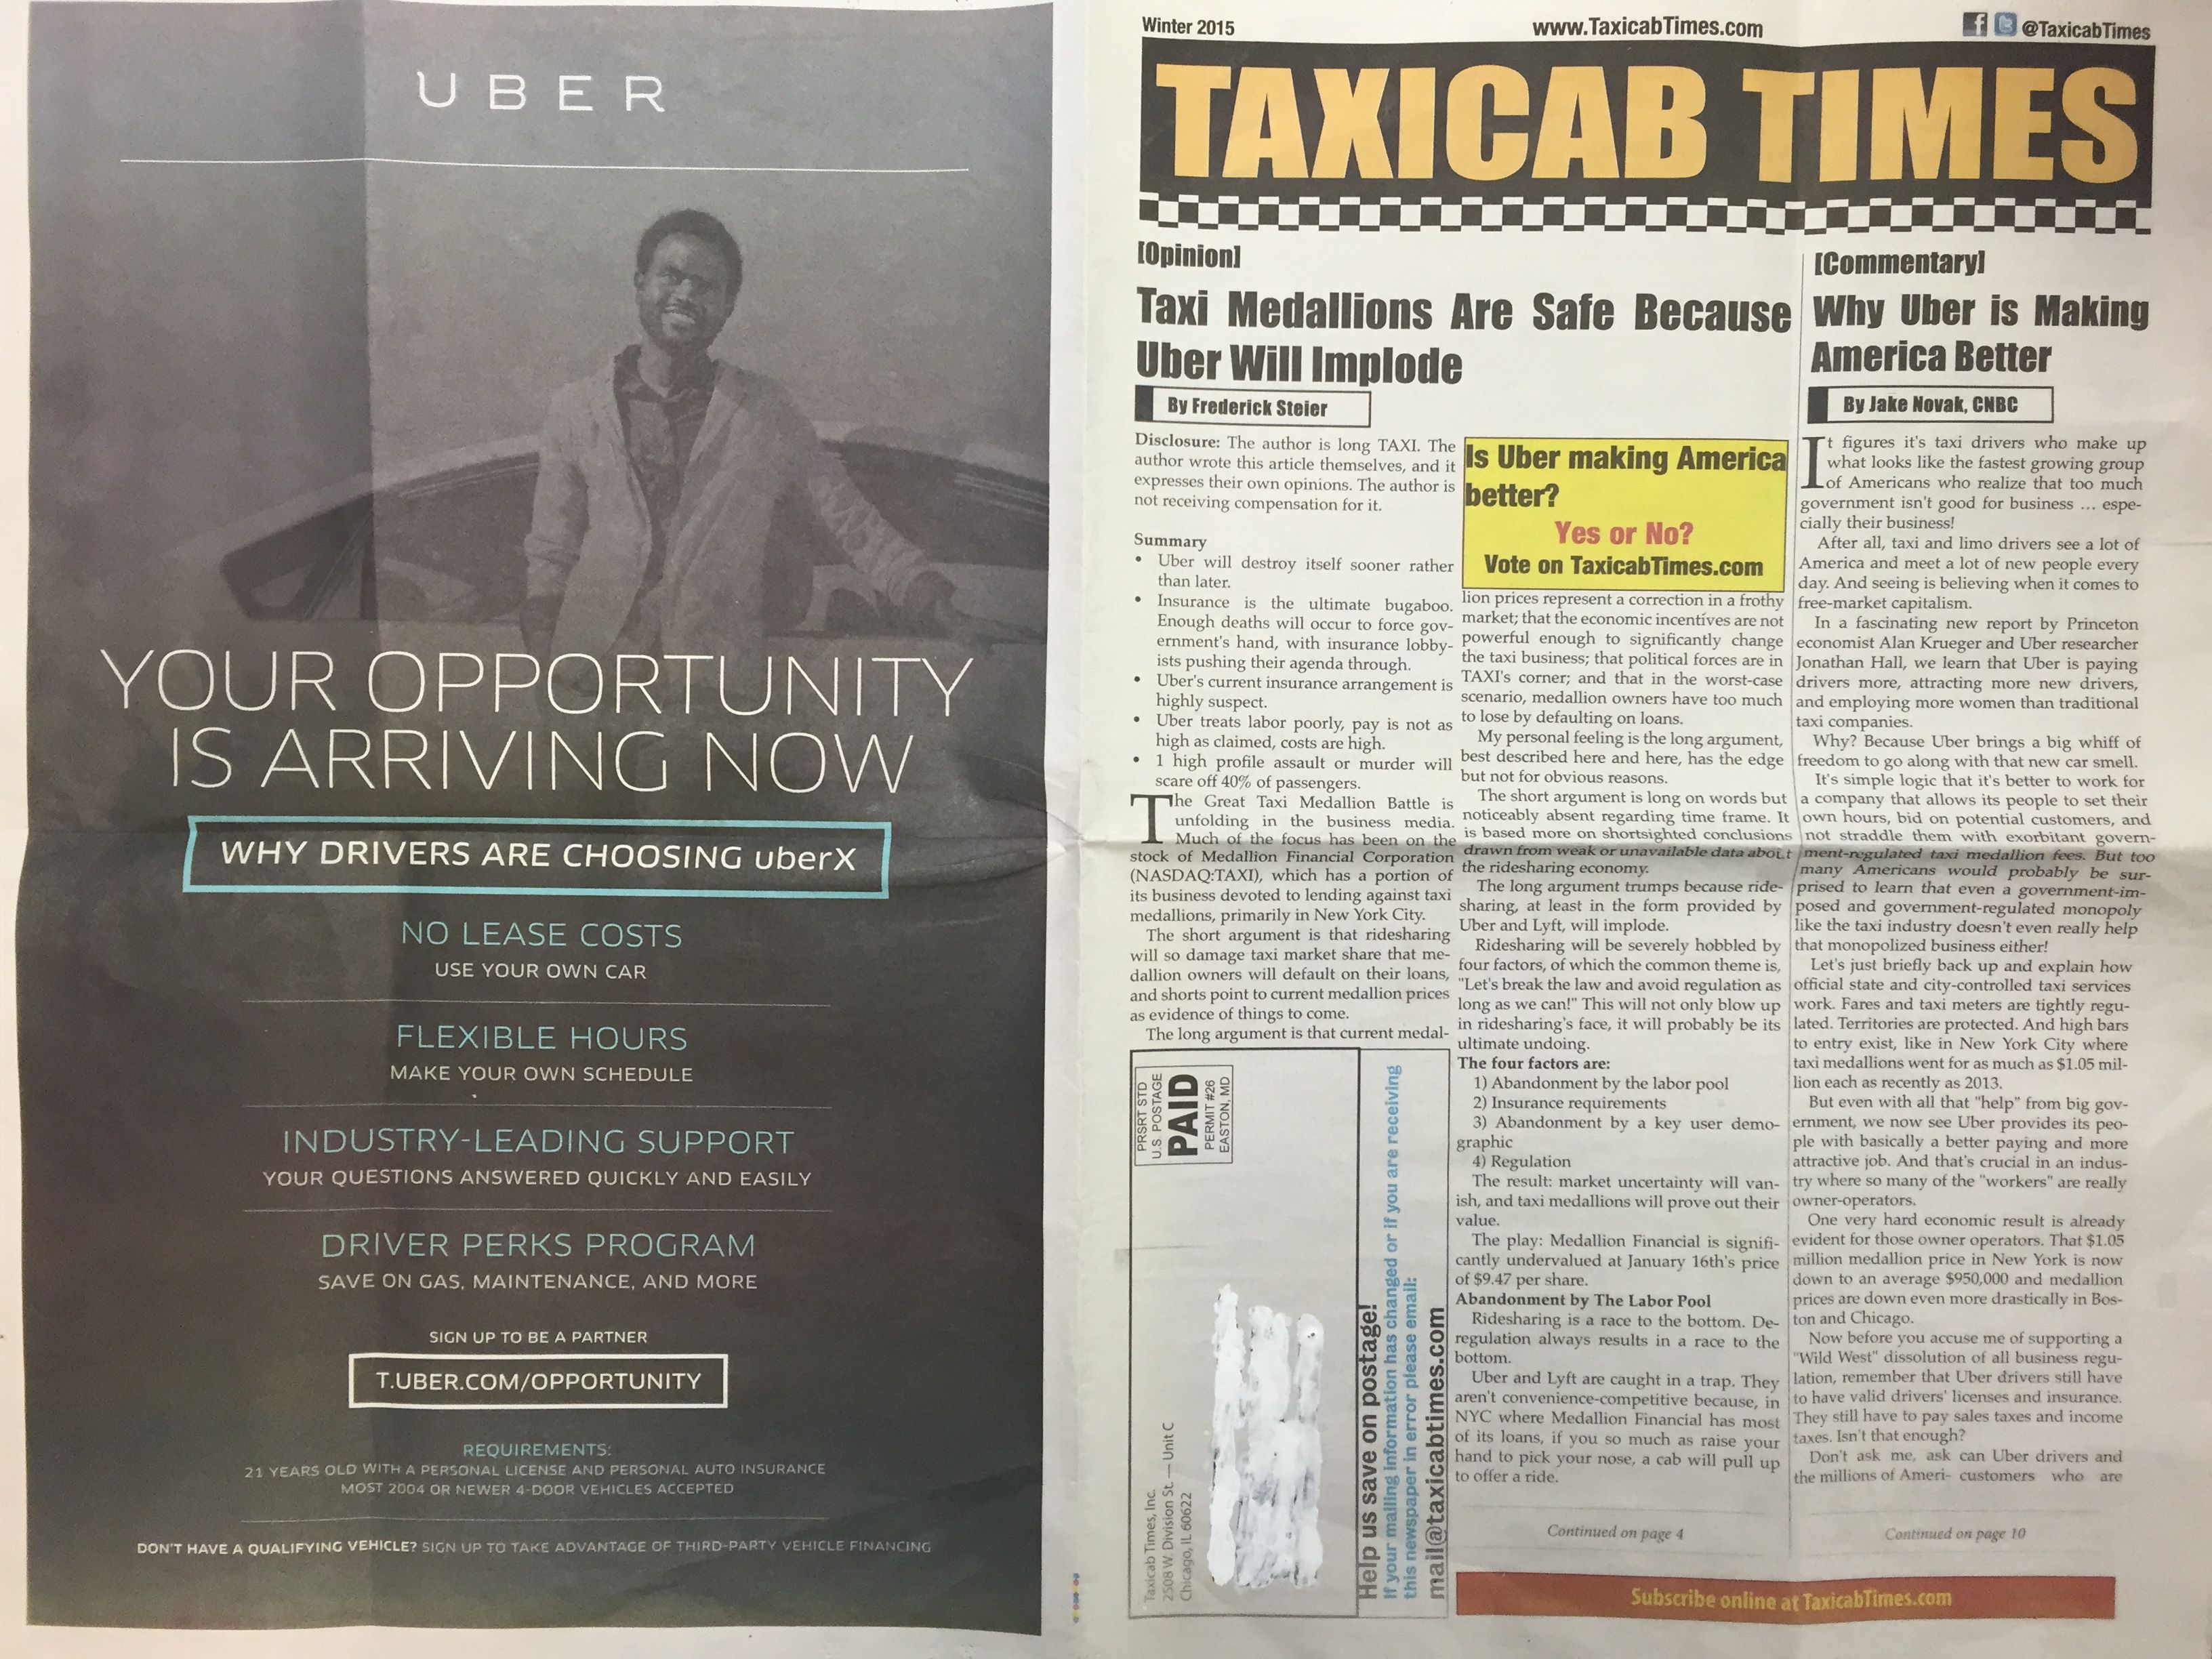 UBER
YOUR OPPORTUNITY
IS ARRIVING NOW
WHY DRIVERS ARE CHOOSING uberX
NO LEASE COSTS
USE YOUR OWN CAR
FLEXIBLE HOURS
MAKE YOUR OWN SCHEDULE
INDUSTRY-LEADING SUPPORT
YOUR QUESTIONS ANSWERED QUICKLY AND EASILY
DRIVER PERKS PROGRAM
SAVE ON GAS, MAINTENANCE, AND MORE
SIGN UP TO BE A PARTNER
T.UBER.COM/OPPORTUNITY
REQUIREMENTS:
21 YEARS OLD WITH A PERSONAL LICENSE AND PERSONAL AUTO INSURANCE
MOST 2004 OR NEWER 4-DOOR VEHICLES ACCEPTED
DON'T HAVE A QUALIFYING VEHICLE? SIGN UP TO TAKE ADVANTAGE OF THIRD-PARTY VEHICLE FINANCING
Winter 2015
www.TaxicabTimes.com
@TaxicabTimes
TAXICAB TIMES
[Opinion]
Taxi Medallions Are Safe Because
Uber Will Implode
By Frederick Steier
Disclosure: The author is long TAXI. The
author wrote this article themselves, and it
expresses their own opinions. The author is
not receiving compensation for it.
Summary
• Uber will destroy itself sooner rather
than later.
• Insurance is the ultimate bugaboo.
Enough deaths will occur to force gov-
ernment's hand, with insurance lobby-
ists pushing their agenda through.
• Uber's current insurance arrangement is
highly suspect.
• Uber treats labor poorly, pay is not as
high as claimed, costs are high.
• 1 high profile assault or murder will
scare off 40% of passengers.
The Great Taxi Medallion Battle is
unfolding in the business media.
Much of the focus has been on the
stock of Medallion Financial Corporation
(NASDAQ:TAXI), which has a portion of
its business devoted to lending against taxi
medallions, primarily in New York City.
The short argument is that ridesharing
will so damage taxi market share that me-
dallion owners will default on their loans,
and shorts point to current medallion prices
as evidence of things to come.
The long argument is that current medal-
PRSRT STD
U.S. POSTAGE
PAID
PERMIT #26
EASTON, MD
Taxicab Times, Inc.
2508 W. Division St. — Unit C
Chicago, IL 60622
Help us save on postage!
If your mailing information has changed or if you are receiving
this newspaper in error please email:
mail@taxicabtimes.com
Is Uber making America
better?
Yes or No?
Vote on TaxicabTimes.com
lion prices represent a correction in a frothy
market; that the economic incentives are not
powerful enough to significantly change
the taxi business; that political forces are in
TAXI's corner; and that in the worst-case
scenario, medallion owners have too much
to lose by defaulting on loans.
My personal feeling is the long argument,
best described here and here, has the edge
but not for obvious reasons.
The short argument is long on words but
noticeably absent regarding time frame. It
is based more on shortsighted conclusions
drawn from weak or unavailable data about
the ridesharing economy.
The long argument trumps because ride-
sharing, at least in the form provided by
Uber and Lyft, will implode.
Ridesharing will be severely hobbled by
four factors, of which the common theme is,
"Let's break the law and avoid regulation as
long as we can!" This will not only blow up
in ridesharing's face, it will probably be its
ultimate undoing.
The four factors are:
1) Abandonment by the labor pool
2) Insurance requirements
3) Abandonment by a key user demo-
graphic
4) Regulation
The result: market uncertainty will van-
ish, and taxi medallions will prove out their
value.
The play: Medallion Financial is signifi-
cantly undervalued at January 16th's price
of $9.47 per share.
Abandonment by The Labor Pool
Ridesharing is a race to the bottom. De-
regulation always results in a race to the
bottom.
Uber and Lyft are caught in a trap. They
aren't convenience-competitive because, in
NYC where Medallion Financial has most
of its loans, if you so much as raise your
hand to pick your nose, a cab will pull up
to offer a ride.
Continued on page 4
[Commentary]
Why Uber is Making
America Better
By Jake Novak, CNBC
It figures it's taxi drivers who make up
what looks like the fastest growing group
of Americans who realize that too much
government isn't good for business ... espe-
cially their business!
After all, taxi and limo drivers see a lot of
America and meet a lot of new people every
day. And seeing is believing when it comes to
free-market capitalism.
In a fascinating new report by Princeton
economist Alan Krueger and Uber researcher
Jonathan Hall, we learn that Uber is paying
drivers more, attracting more new drivers,
and employing more women than traditional
taxi companies.
Why? Because Uber brings a big whiff of
freedom to go along with that new car smell.
It's simple logic that it's better to work for
a company that allows its people to set their
own hours, bid on potential customers, and
not straddle them with exorbitant govern-
ment-regulated taxi medallion fees. But too
many Americans would probably be sur-
prised to learn that even a government-im-
posed and government-regulated monopoly
like the taxi industry doesn't even really help
that monopolized business either!
Let's just briefly back up and explain how
official state and city-controlled taxi services
work. Fares and taxi meters are tightly regu-
lated. Territories are protected. And high bars
to entry exist, like in New York City where
taxi medallions went for as much as $1.05 mil-
lion each as recently as 2013.
But even with all that "help" from big gov-
ernment, we now see Uber provides its peo-
ple with basically a better paying and more
attractive job. And that's crucial in an indus-
try where so many of the "workers" are really
owner-operators.
One very hard economic result is already
evident for those owner operators. That $1.05
million medallion price in New York is now
down to an average $950,000 and medallion
prices are down even more drastically in Bos-
ton and Chicago.
Now before you accuse me of supporting a
"Wild West" dissolution of all business regu-
lation, remember that Uber drivers still have
to have valid drivers' licenses and insurance.
They still have to pay sales taxes and income
taxes. Isn't that enough?
Don't ask me, ask can Uber drivers and
the millions of Ameri- customers who are
Continued on page 10
Subscribe online at TaxicabTimes.com